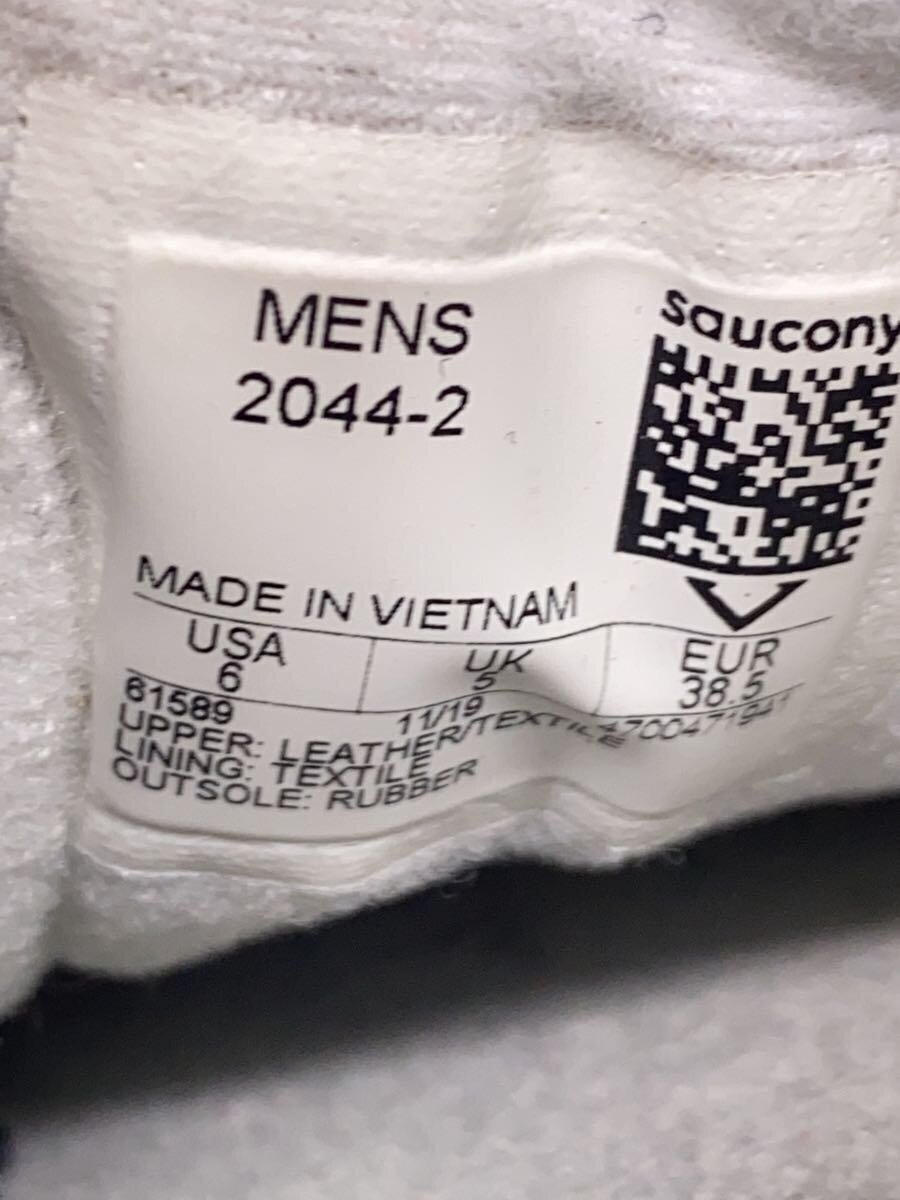 MENS
2044-2
saucony
MADE IN VIETNAM
USA UK EUR
6 5 38.5
61589 11/19 4700471941
UPPER: LEATHER/TEXTILE
LINING: TEXTILE
OUTSOLE: RUBBER